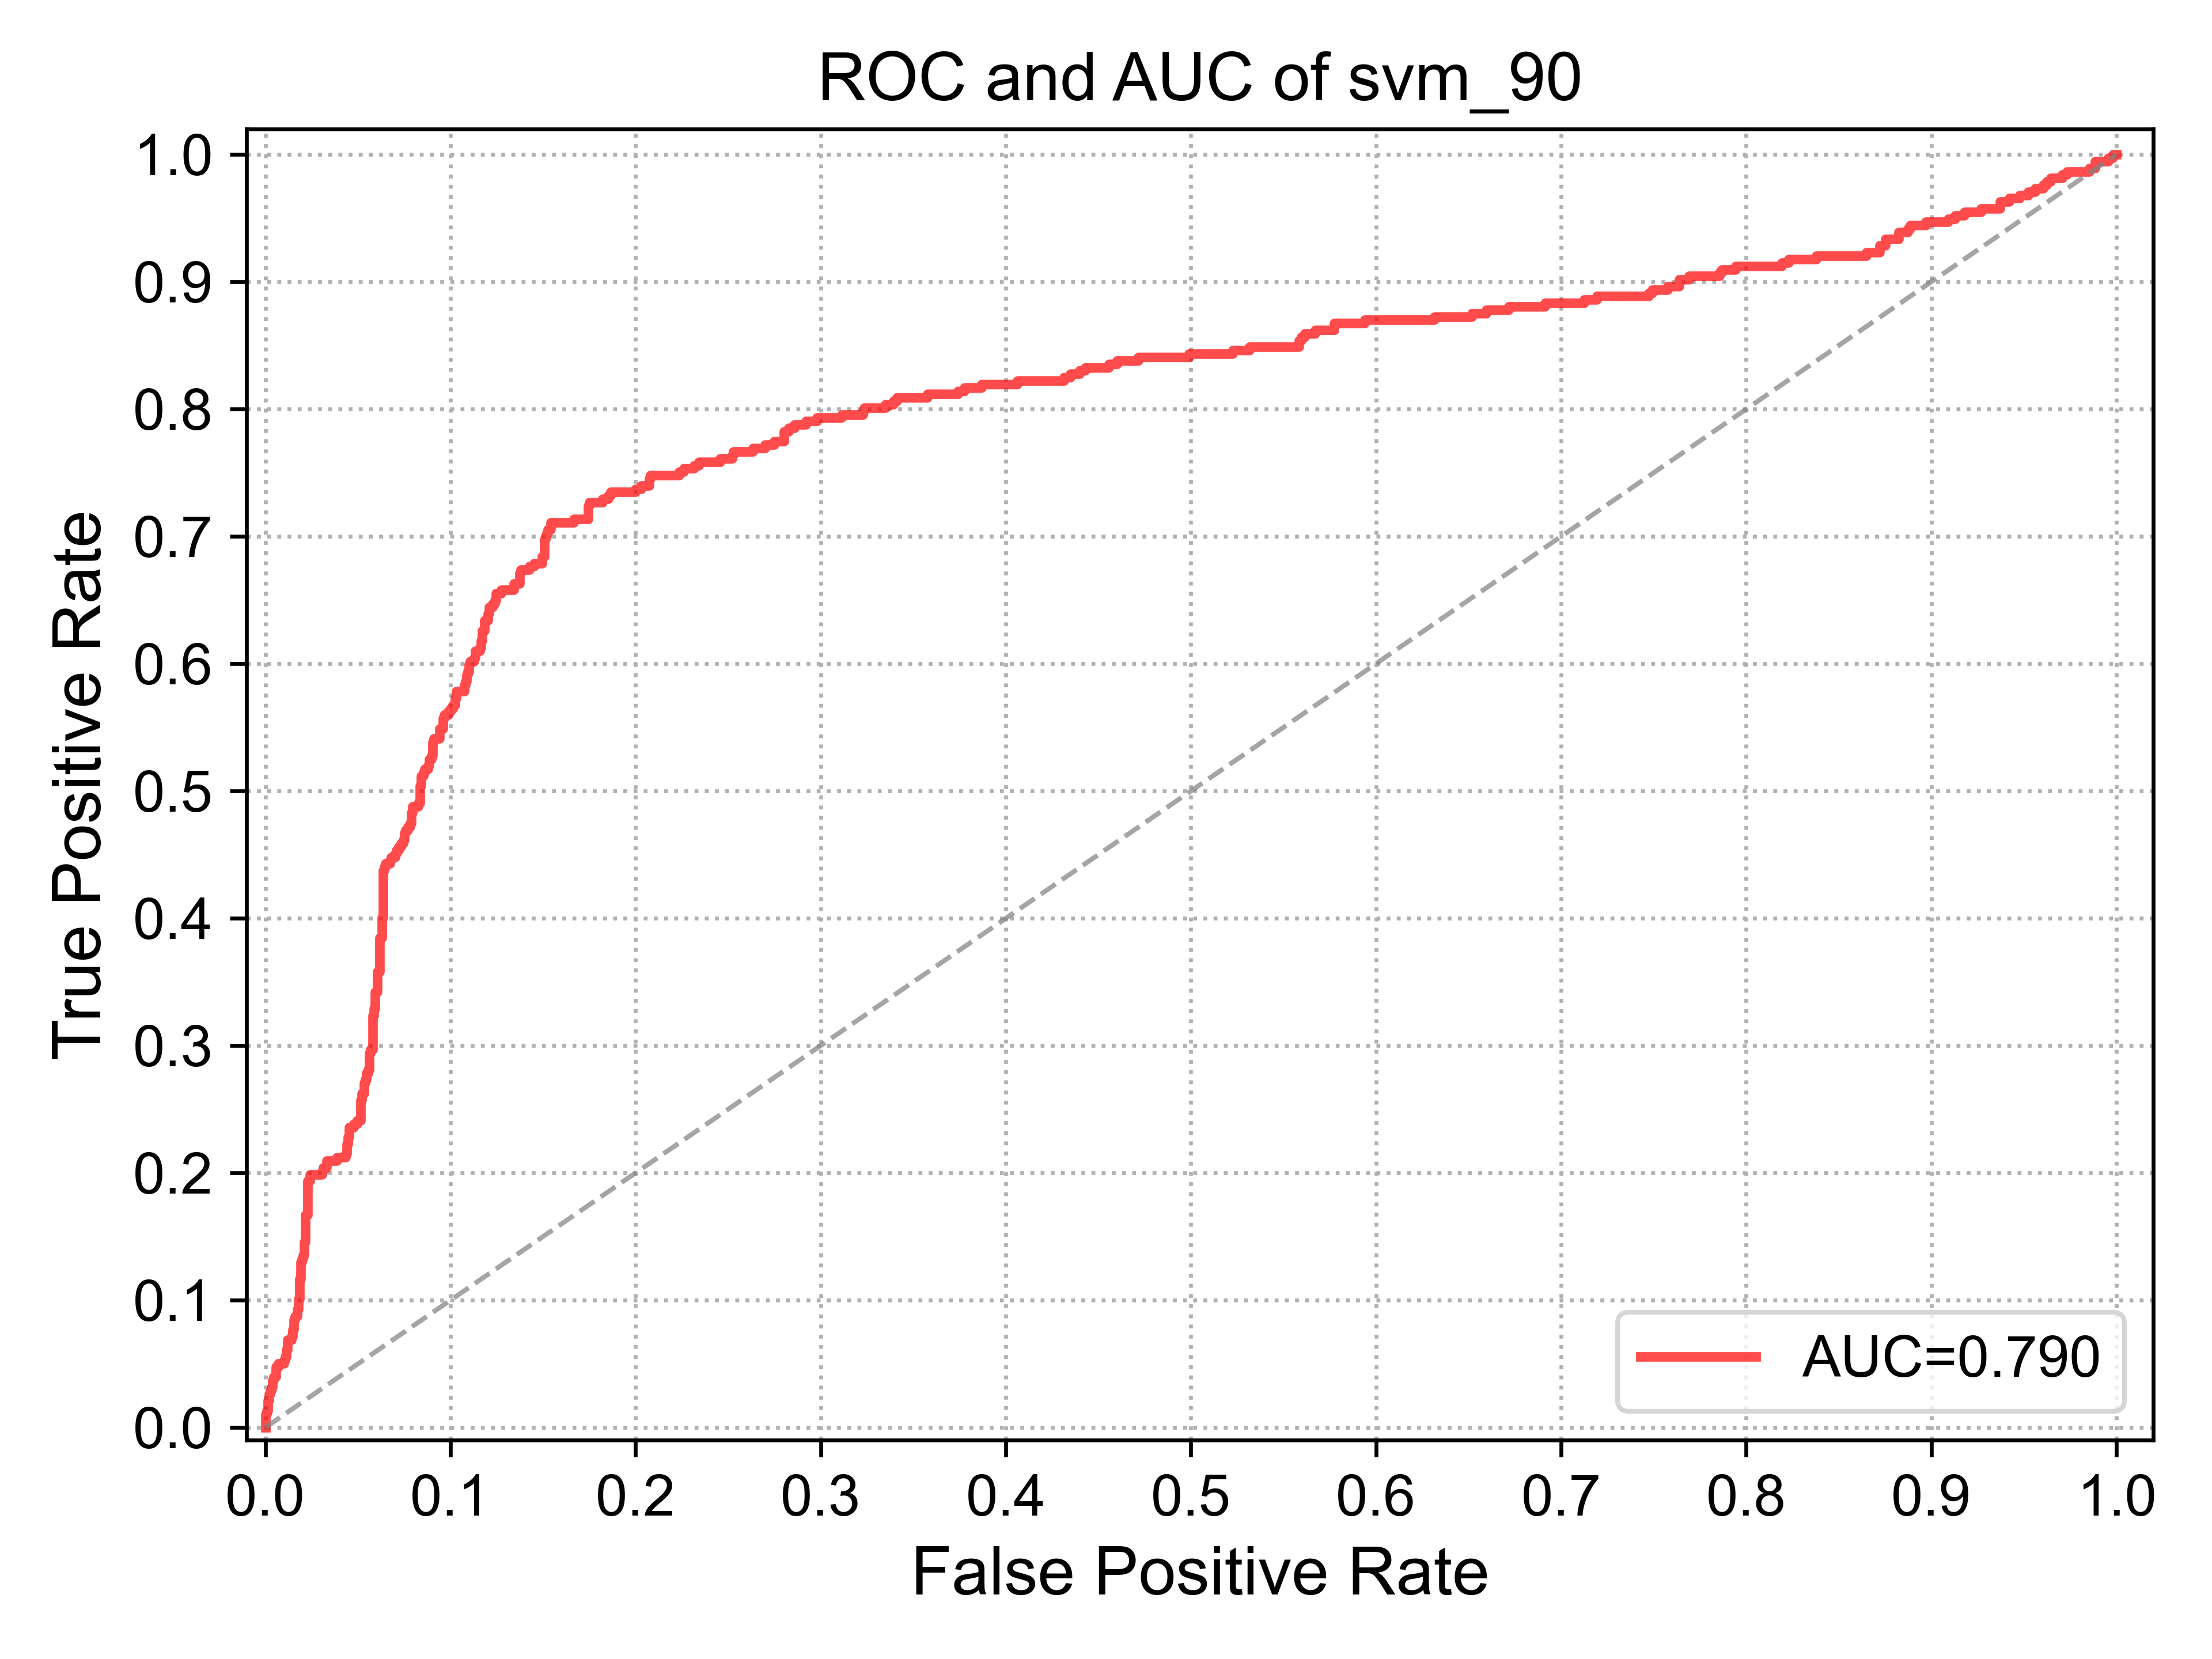 ROC and AUC of svm_90
True Positive Rate
1.0
0.9
0.8
0.7
0.6
0.5
0.4
0.3
0.2
0.1
0.0
AUC=0.790
0.0 0.1 0.2 0.3 0.4 0.5 0.6 0.7 0.8 0.9 1.0
False Positive Rate